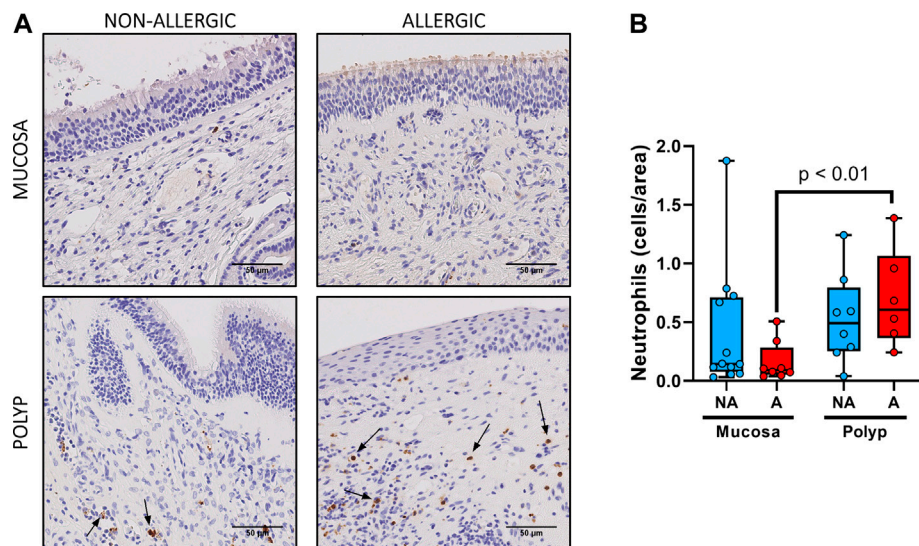 A
NON-ALLERGIC
ALLERGIC
MUCOSA
50 µm
50 µm
POLYP
50 µm
50 µm
B
Neutrophils (cells/area)
2.0
1.5
1.0
0.5
0.0
p < 0.01
NA A NA A
Mucosa Polyp